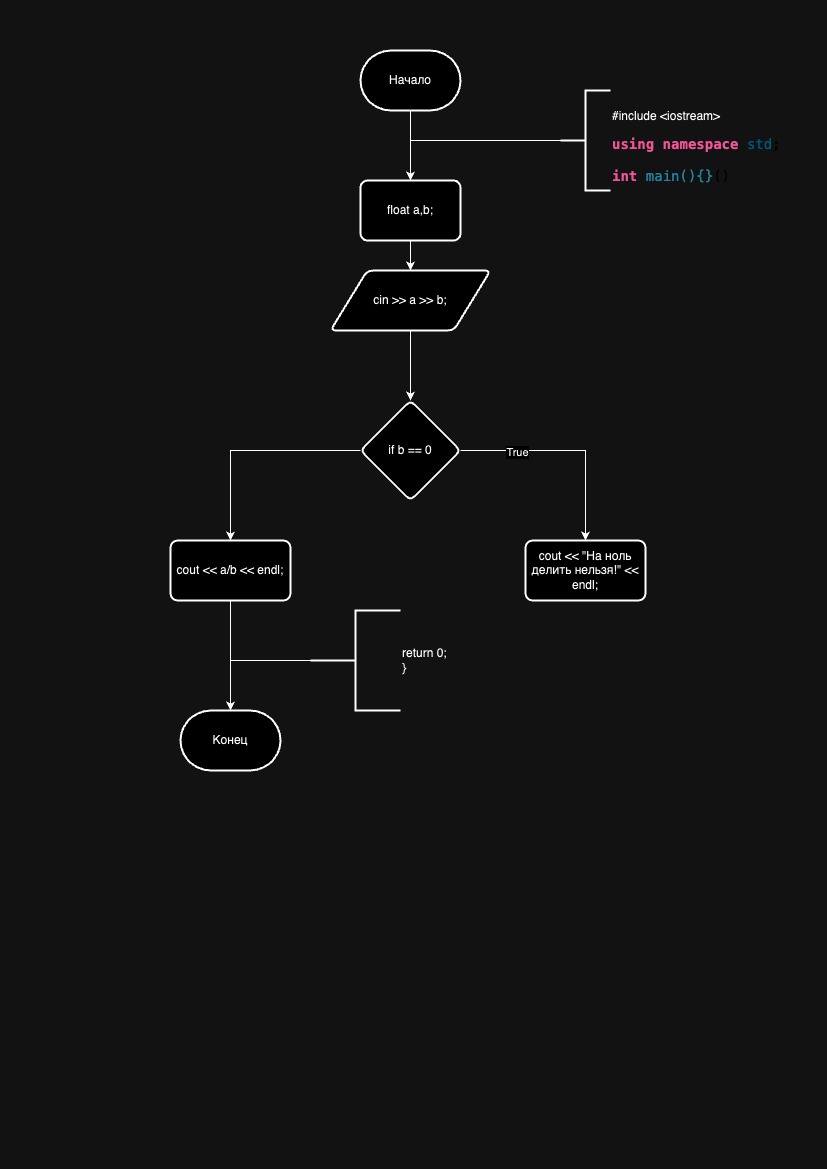 Начало
#include <iostream>
using namespace std;
int main(){}()
float a,b;
cin >> a >> b;
if b == 0
True
cout << a/b << endl;
cout << "На ноль
делить нельзя!" <<
endl;
return 0;
}
Конец